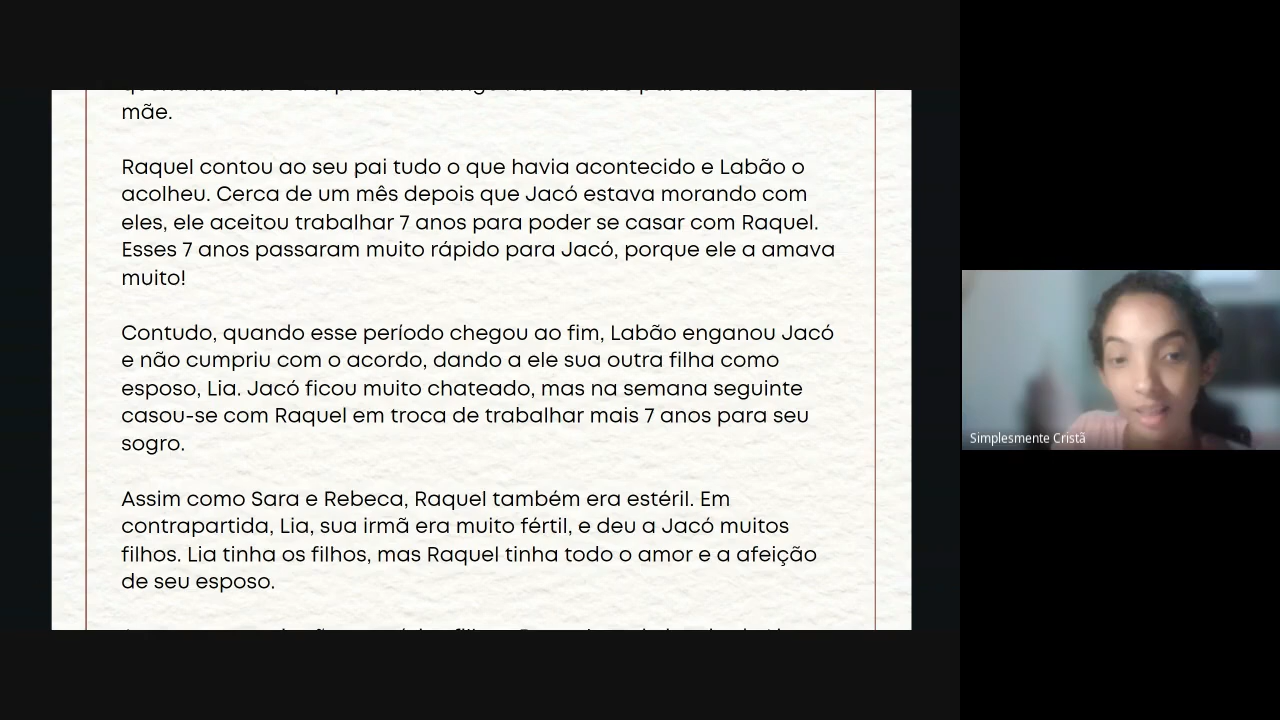 mãe.
Raquel contou ao seu pai tudo o que havia acontecido e Labão o
acolheu. Cerca de um mês depois que Jacó estava morando com
eles, ele aceitou trabalhar 7 anos para poder se casar com Raquel.
Esses 7 anos passaram muito rápido para Jacó, porque ele a amava
muito!
Contudo, quando esse período chegou ao fim, Labão enganou Jacó
e não cumpriu com o acordo, dando a ele sua outra filha como
esposo, Lia. Jacó ficou muito chateado, mas na semana seguinte
casou-se com Raquel em troca de trabalhar mais 7 anos para seu
sogro.
Assim como Sara e Rebeca, Raquel também era estéril. Em
contrapartida, Lia, sua irmã era muito fértil, e deu a Jacó muitos
filhos. Lia tinha os filhos, mas Raquel tinha todo o amor e a afeição
de seu esposo.
Simplesmente Cristã